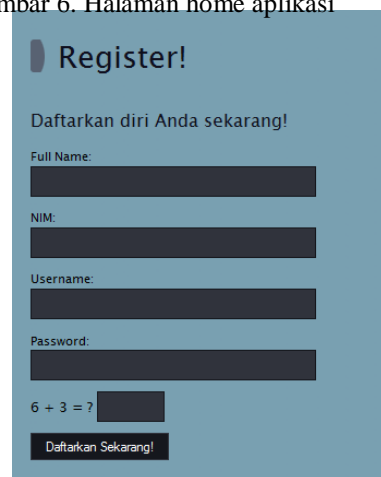 mbar 6. Halaman home aplikasi
Register!
Daftarkan diri Anda sekarang!
Full Name:
NIM:
Username:
Password:
6 + 3 = ?
Daftarkan Sekarang!